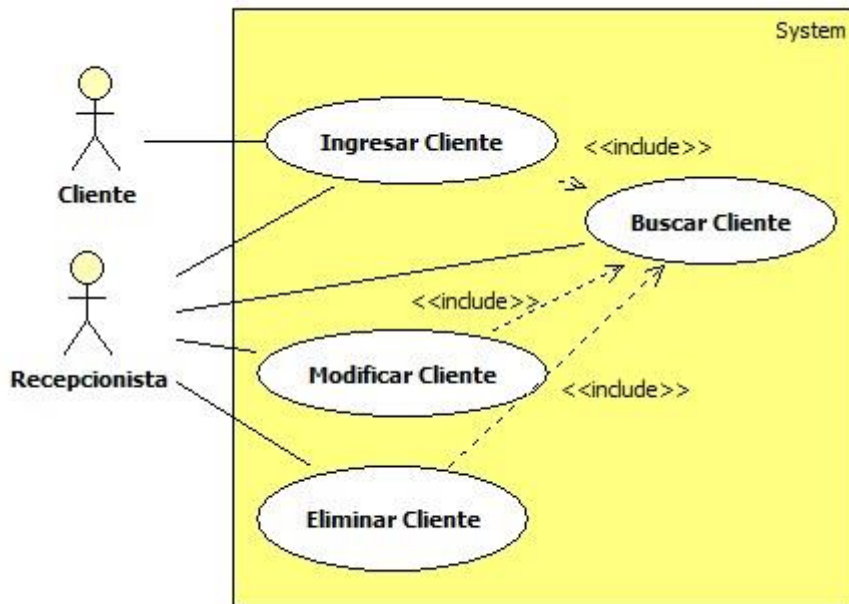 System
Ingresar Cliente
<<include>>
Cliente
Buscar Cliente
<<include>>
Recepcionista
Modificar Cliente
<<include>>
Eliminar Cliente